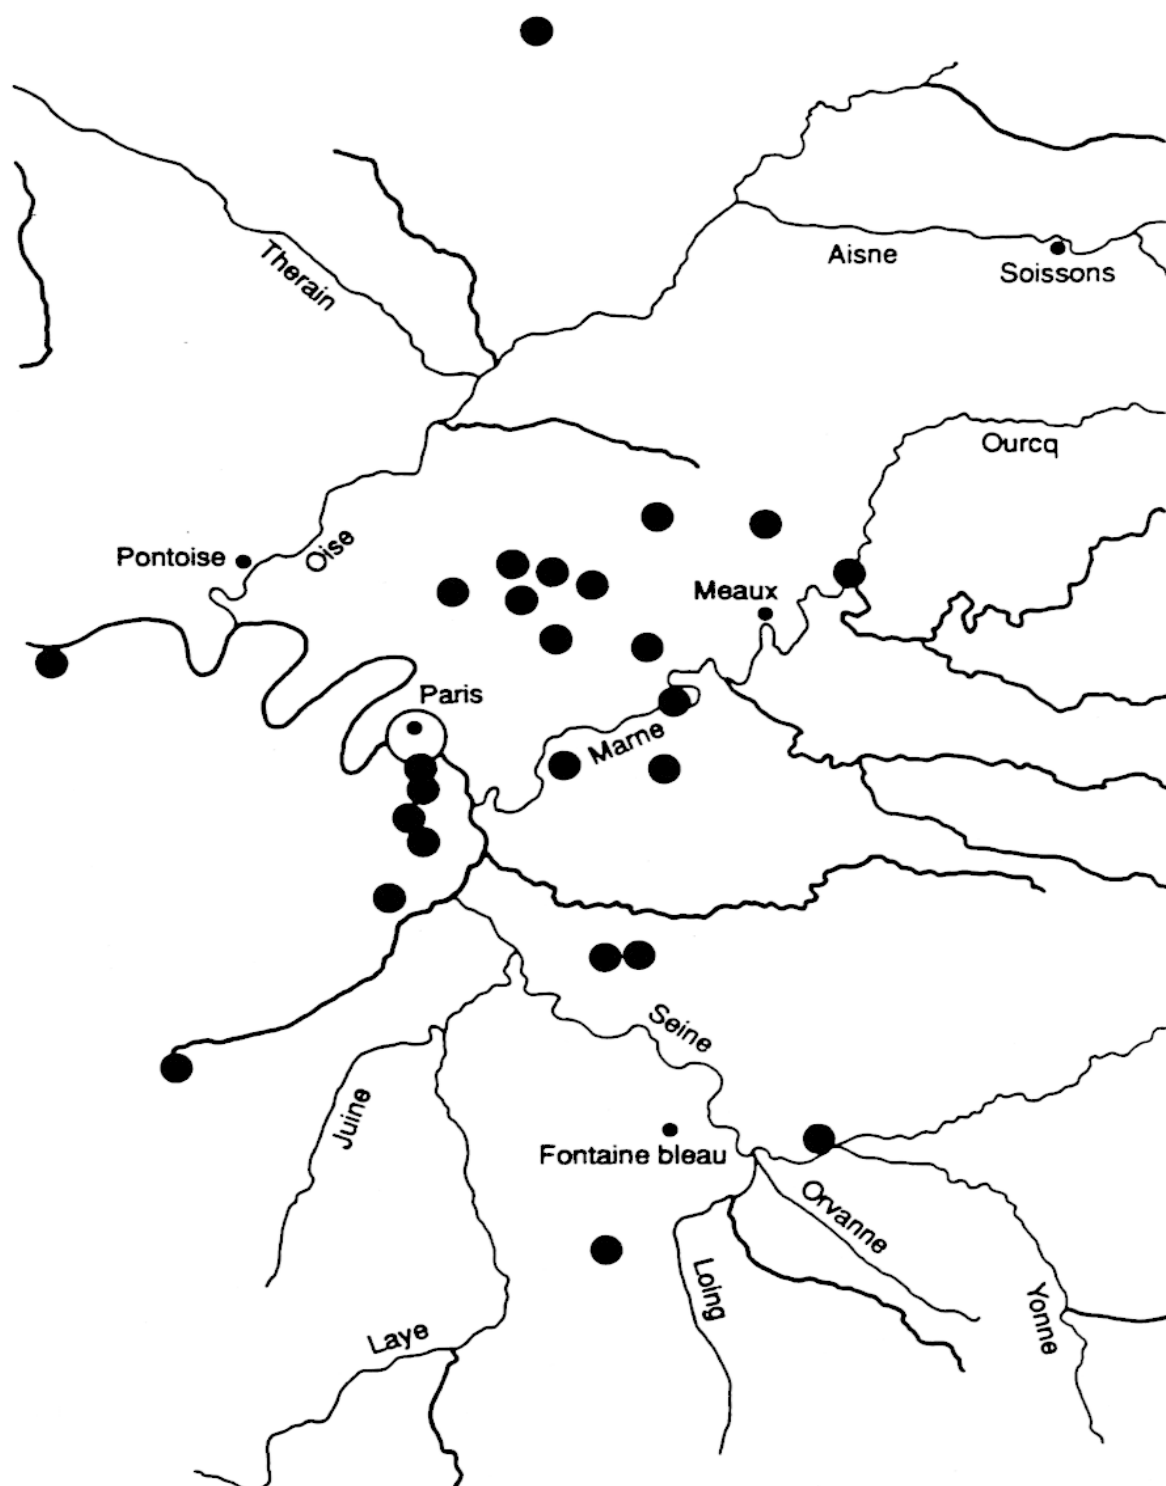 Therain
Aisne
Soissons
Ourcq
Pontoise
Oise
Meaux
Paris
Marne
Seine
Juine
Fontaine bleau
Orvanne
Loing
Yonne
Laye